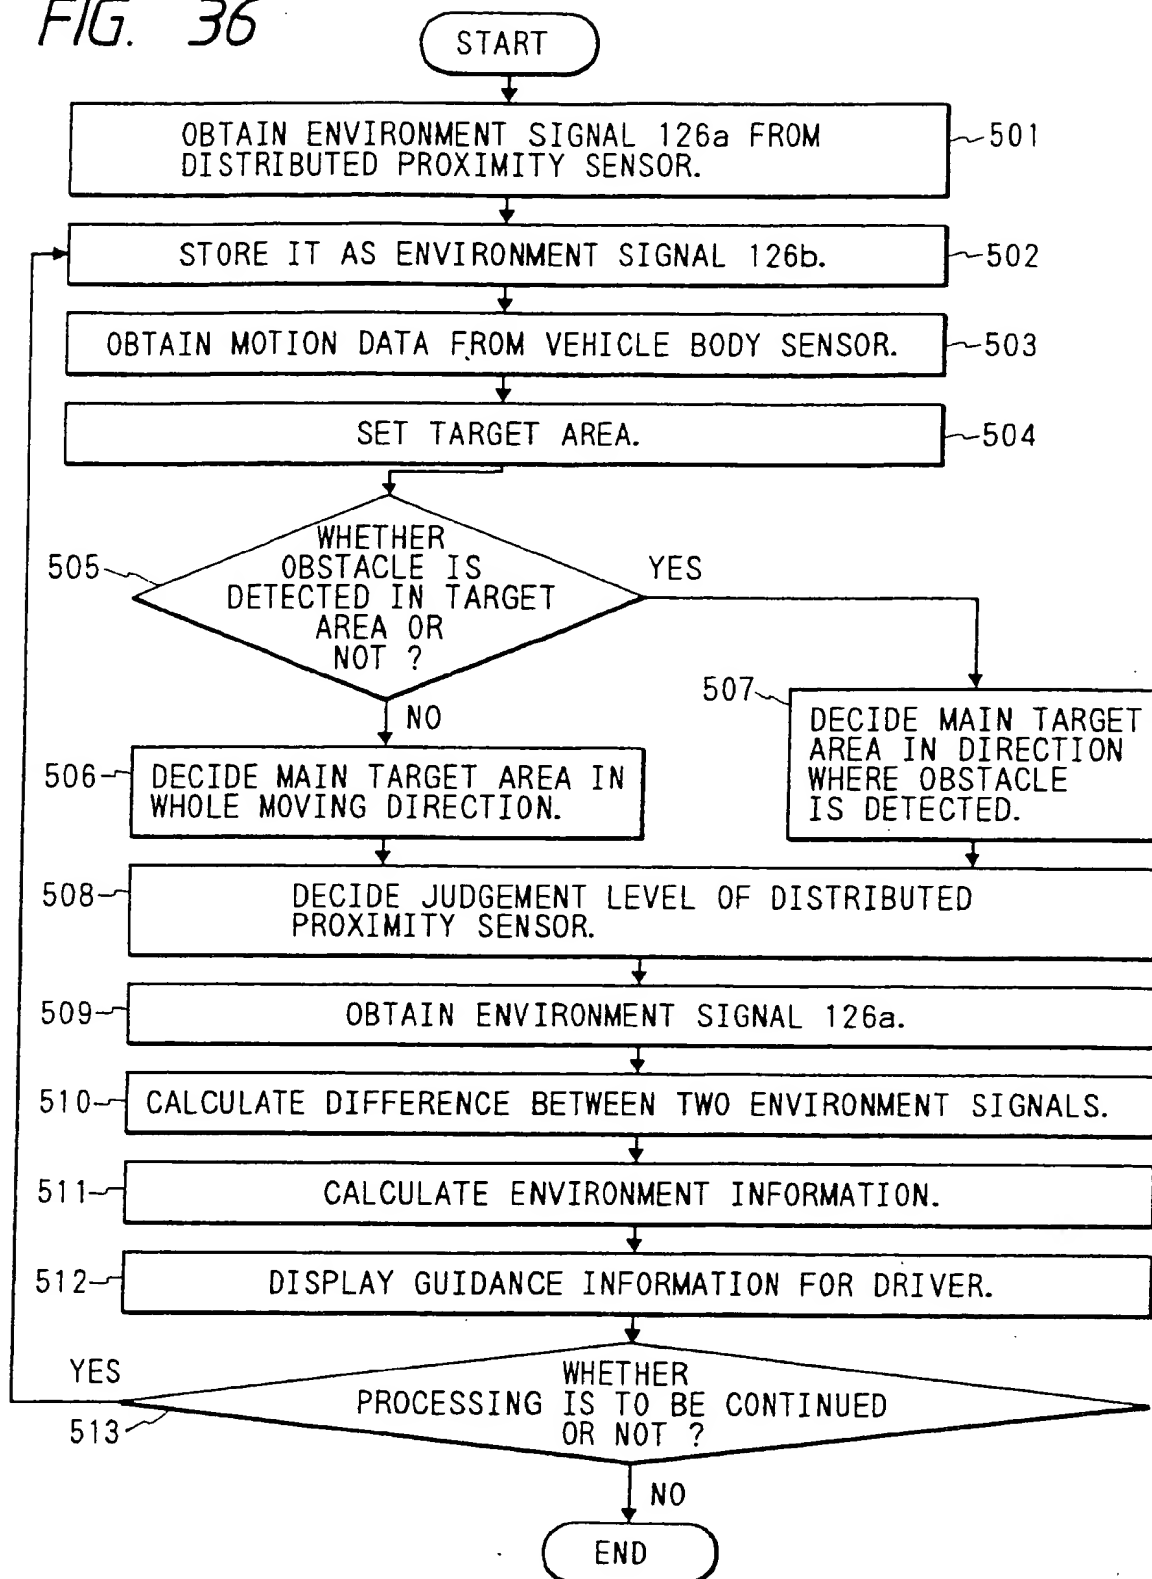 FIG. 36
START
OBTAIN ENVIRONMENT SIGNAL 126a FROM
DISTRIBUTED PROXIMITY SENSOR.
501
STORE IT AS ENVIRONMENT SIGNAL 126b.
502
OBTAIN MOTION DATA FROM VEHICLE BODY SENSOR.
503
SET TARGET AREA.
504
505
WHETHER
OBSTACLE IS
DETECTED IN TARGET
AREA OR
NOT ?
YES
NO
506
DECIDE MAIN TARGET AREA IN
WHOLE MOVING DIRECTION.
507
DECIDE MAIN TARGET
AREA IN DIRECTION
WHERE OBSTACLE
IS DETECTED.
508
DECIDE JUDGEMENT LEVEL OF DISTRIBUTED
PROXIMITY SENSOR.
509
OBTAIN ENVIRONMENT SIGNAL 126a.
510
CALCULATE DIFFERENCE BETWEEN TWO ENVIRONMENT SIGNALS.
511
CALCULATE ENVIRONMENT INFORMATION.
512
DISPLAY GUIDANCE INFORMATION FOR DRIVER.
YES
513
WHETHER
PROCESSING IS TO BE CONTINUED
OR NOT ?
NO
END